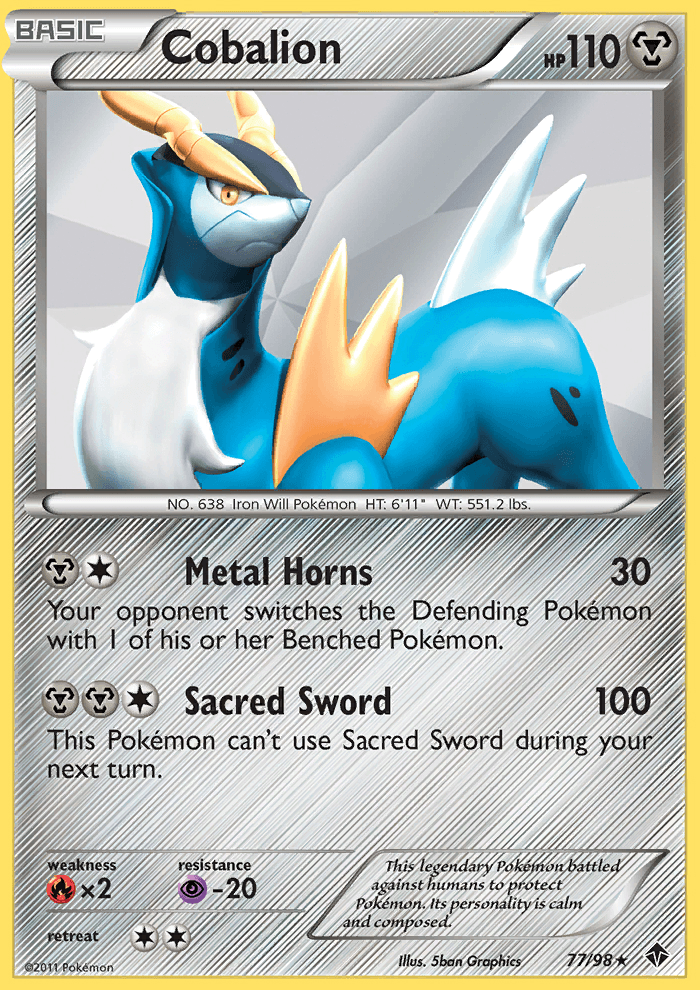 BASIC
Cobalion
HP110
NO. 638 Iron Will Pokémon HT: 6'11" WT: 551.2 lbs.
Metal Horns 30
Your opponent switches the Defending Pokémon
with 1 of his or her Benched Pokémon.
Sacred Sword 100
This Pokémon can't use Sacred Sword during your
next turn.
weakness resistance
×2 -20
This legendary Pokémon battled
against humans to protect
Pokémon. Its personality is calm
and composed.
retreat
©2011 Pokémon
Illus. 5ban Graphics 77/98★